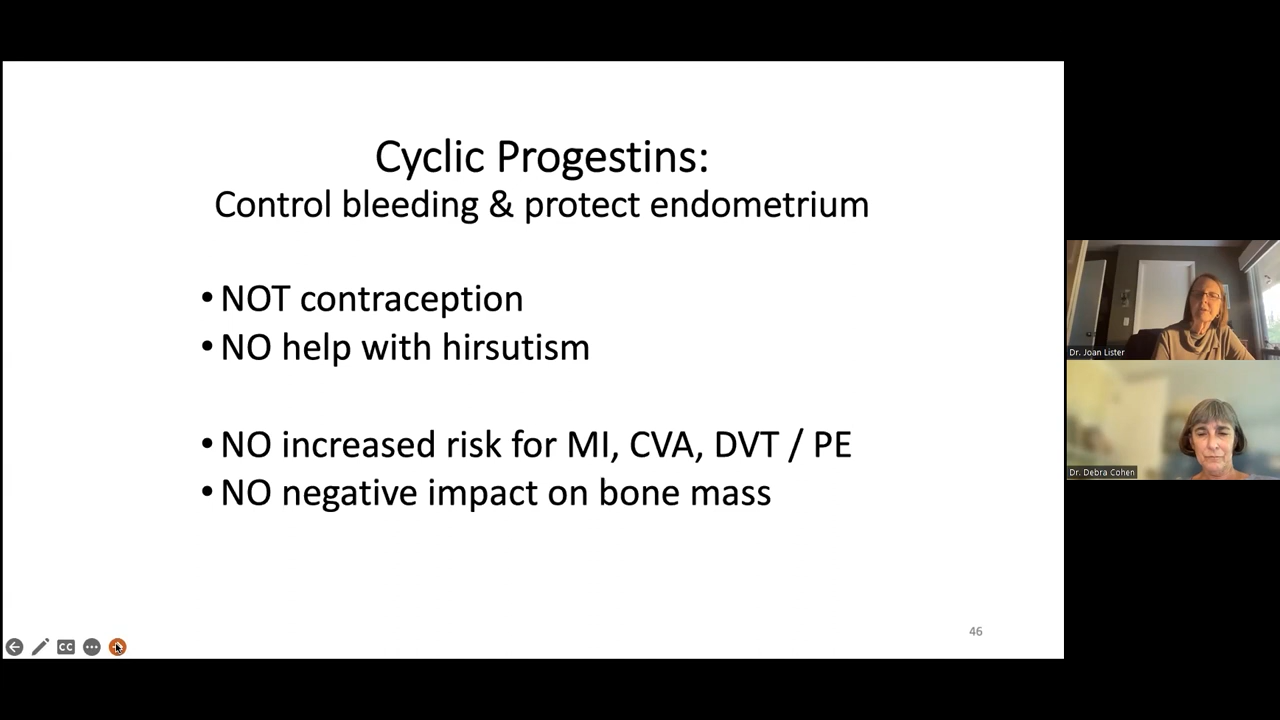 Cyclic Progestins:
Control bleeding & protect endometrium
• NOT contraception
• NO help with hirsutism
• NO increased risk for MI, CVA, DVT / PE
• NO negative impact on bone mass
46
CC
Dr. Joan Lister
Dr. Debra Cohen